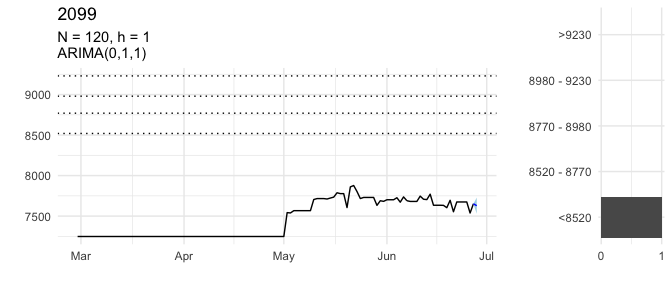 2099
N = 120, h = 1
ARIMA(0,1,1)
9000
8500
8000
7500
Mar Apr May Jun Jul
>9230
8980 - 9230
8770 - 8980
8520 - 8770
<8520
0 1